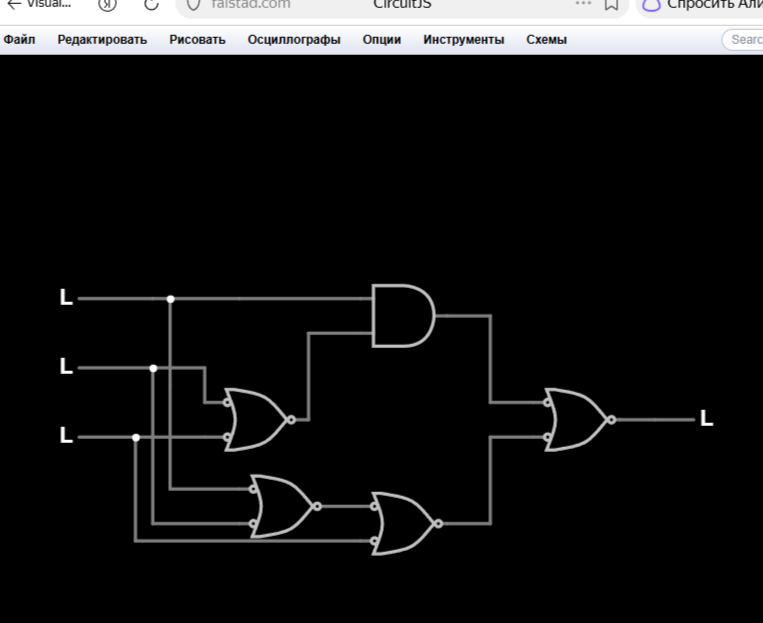 ← Visual... Я falstad.com CircuitJS ... Спросить Али
Файл Редактировать Рисовать Осциллографы Опции Инструменты Схемы Searc
L
L
L
L